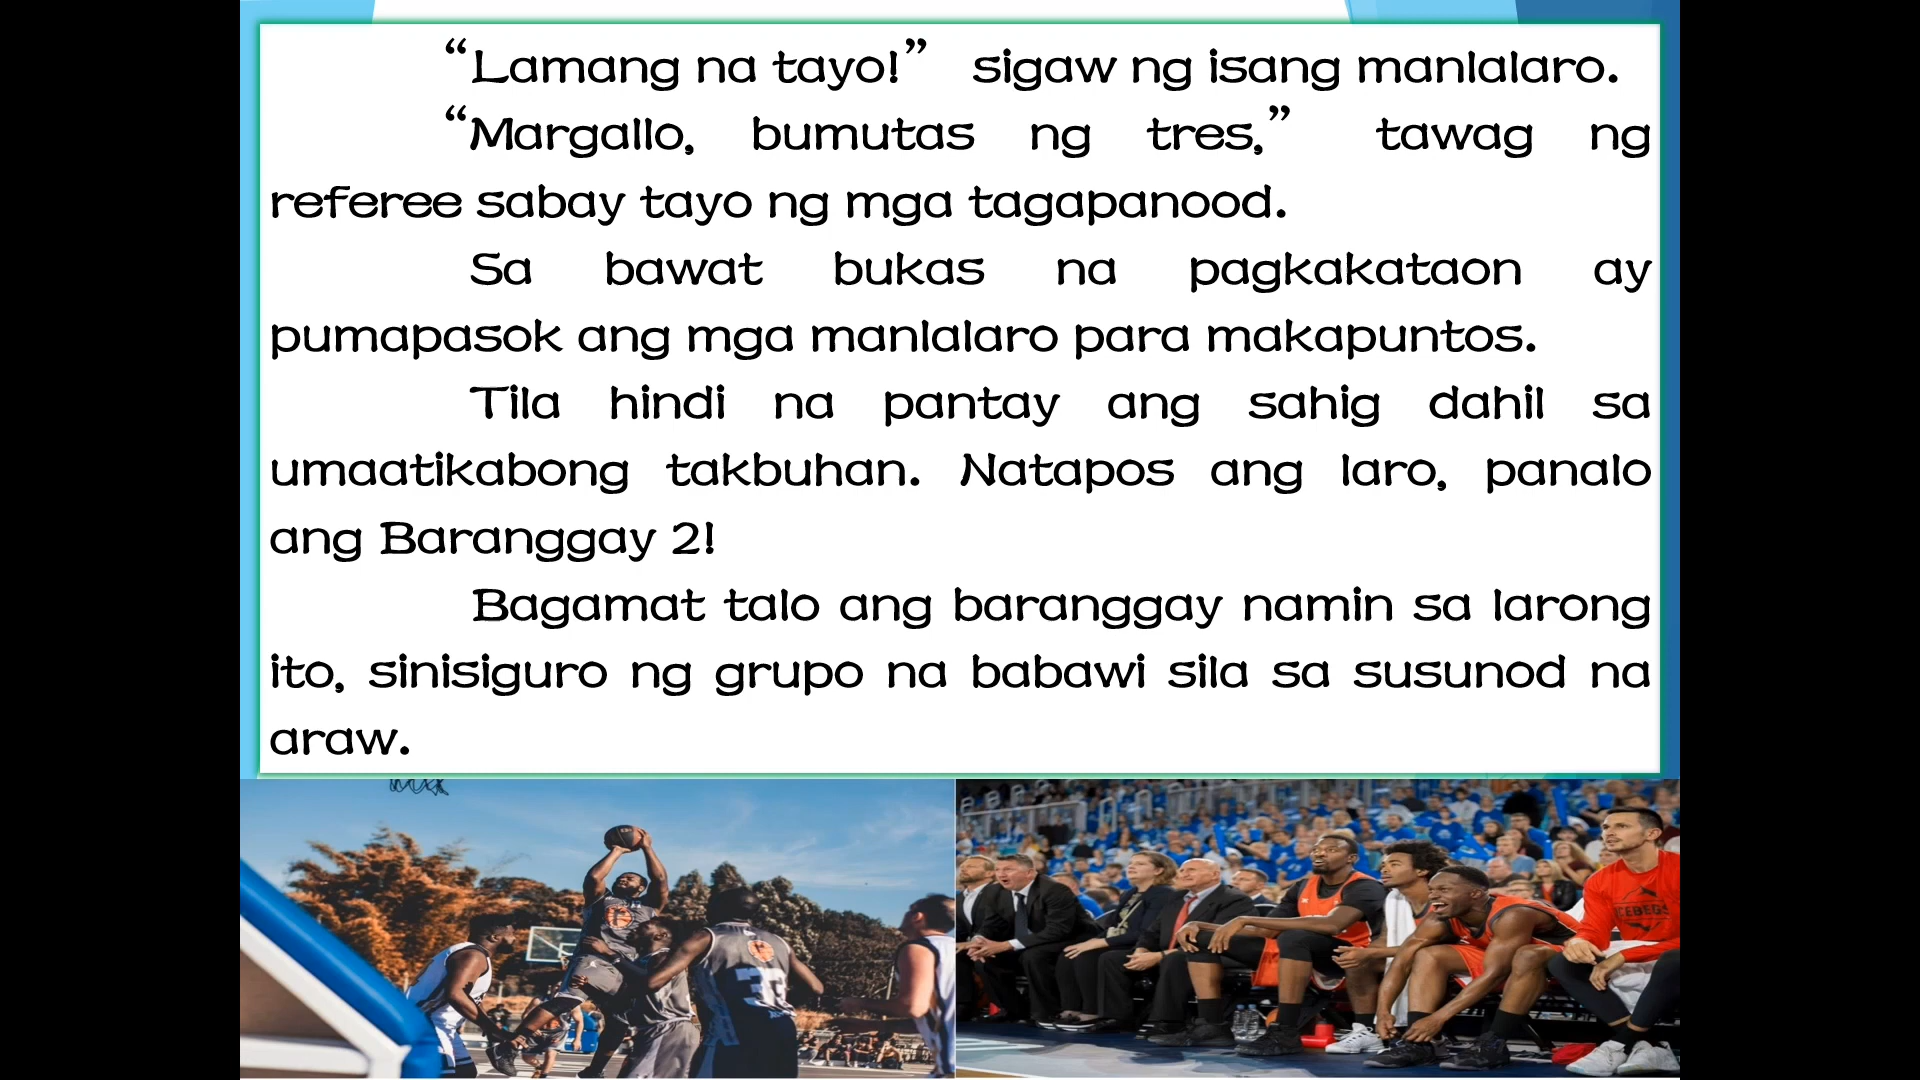 “Lamang na tayo!” sigaw ng isang manlalaro.
“Margallo, bumutas ng tres,” tawag ng
referee sabay tayo ng mga tagapanood.
Sa bawat bukas na pagkakataon ay
pumapasok ang mga manlalaro para makapuntos.
Tila hindi na pantay ang sahig dahil sa
umaatikabong takbuhan. Natapos ang laro, panalo
ang Baranggay 2!
Bagamat talo ang baranggay namin sa larong
ito, sinisiguro ng grupo na babawi sila sa susunod na
araw.
33